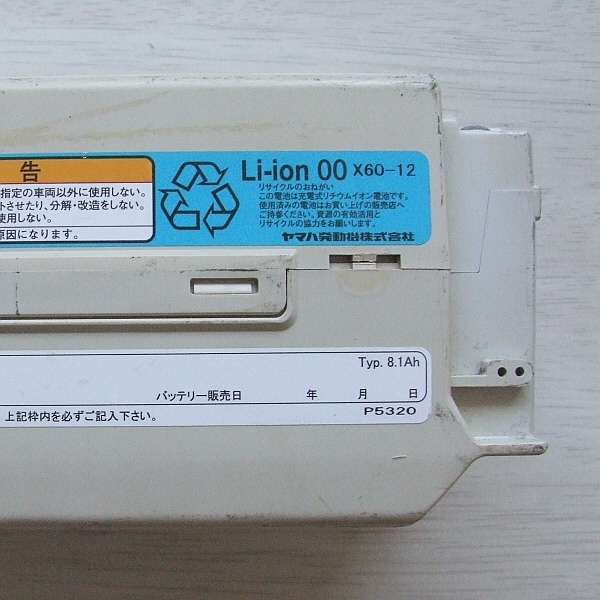 告
指定の車両以外に使用しない。
トさせたり、分解・改造をしない。
使用しない。
原因になります。
Li-ion 00 X60-12
リサイクルのおねがい
この電池は充電式リチウムイオン電池です。
使用済みの電池はお買い上げの販売店へ
ご持参ください。資源の有効活用と
リサイクルの協力をお願いします。
ヤマハ発動機株式会社
Typ. 8.1Ah
バッテリー販売日 年 月 日
上記枠内を必ずご記入下さい。 P5320